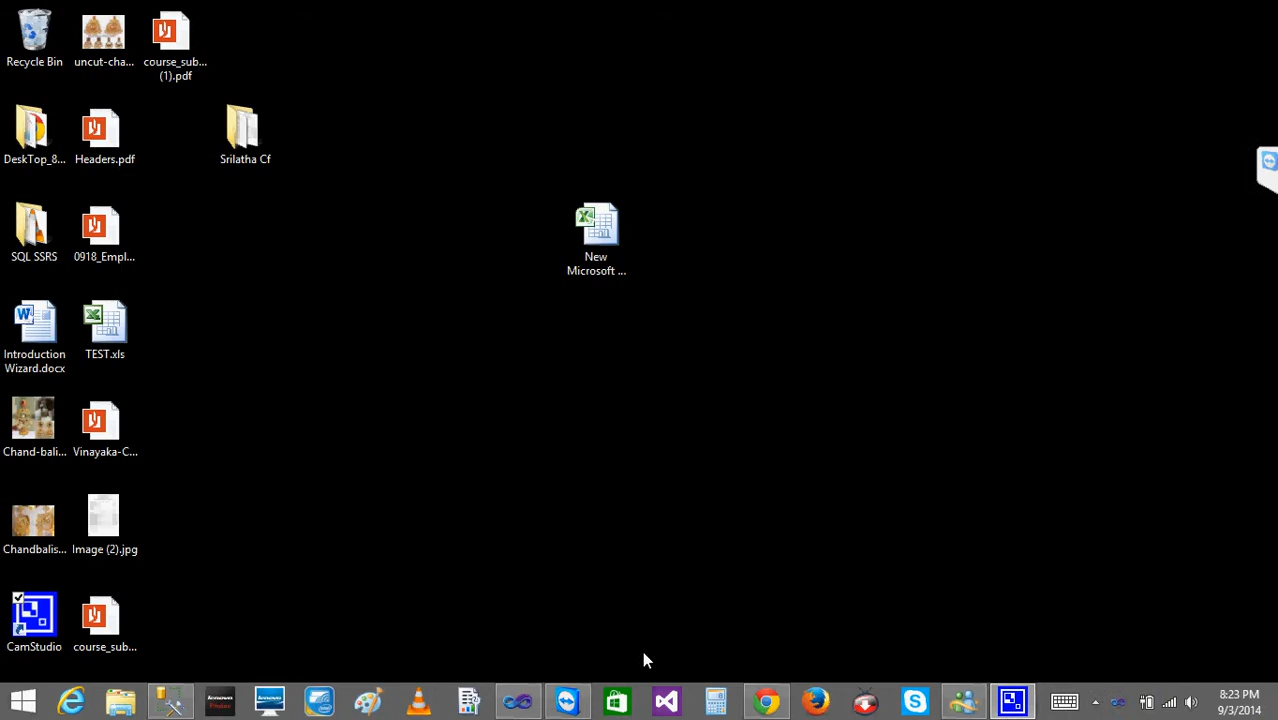 Recycle Bin
uncut-cha...
course_sub...
(1).pdf
DeskTop_8...
Headers.pdf
Srilatha Cf
SQL SSRS
0918_Empl...
New
Microsoft ...
Introduction
Wizard.docx
TEST.xls
Chand-bali...
Vinayaka-C...
Chandbalis...
Image (2).jpg
CamStudio
course_sub...
8:23 PM
9/3/2014